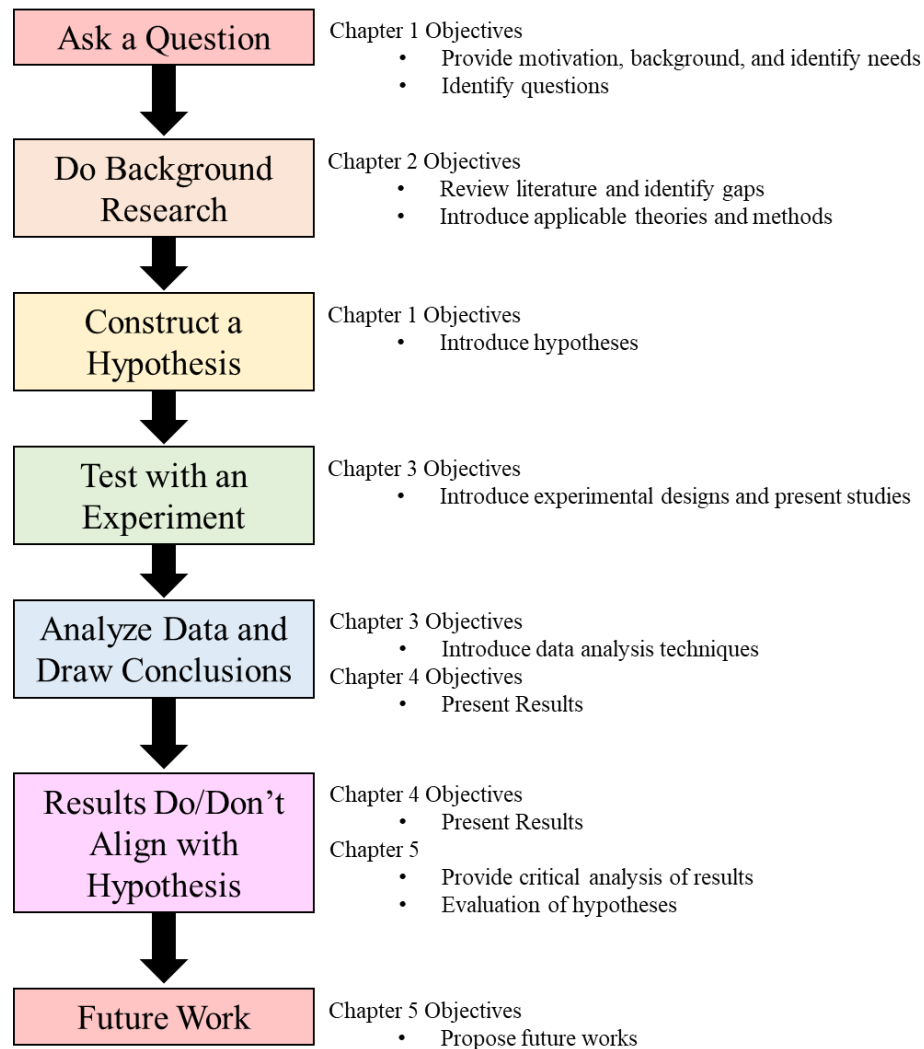 Ask a Question
Chapter 1 Objectives
• Provide motivation, background, and identify needs
• Identify questions
Do Background
Research
Chapter 2 Objectives
• Review literature and identify gaps
• Introduce applicable theories and methods
Construct a
Hypothesis
Chapter 1 Objectives
• Introduce hypotheses
Test with an
Experiment
Chapter 3 Objectives
• Introduce experimental designs and present studies
Analyze Data and
Draw Conclusions
Chapter 3 Objectives
• Introduce data analysis techniques
Chapter 4 Objectives
• Present Results
Results Do/Don’t
Align with
Hypothesis
Chapter 4 Objectives
• Present Results
Chapter 5
• Provide critical analysis of results
• Evaluation of hypotheses
Future Work
Chapter 5 Objectives
• Propose future works